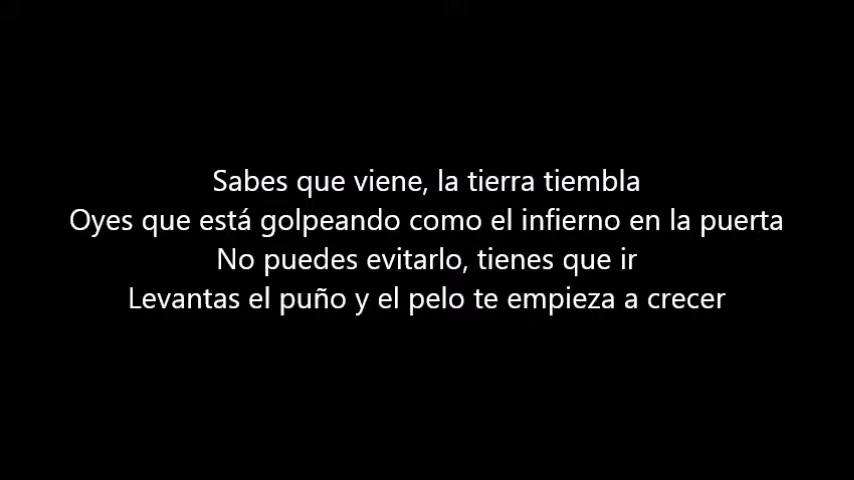 Sabes que viene, la tierra tiembla
Oyes que está golpeando como el infierno en la puerta
No puedes evitarlo, tienes que ir
Levantas el puño y el pelo te empieza a crecer